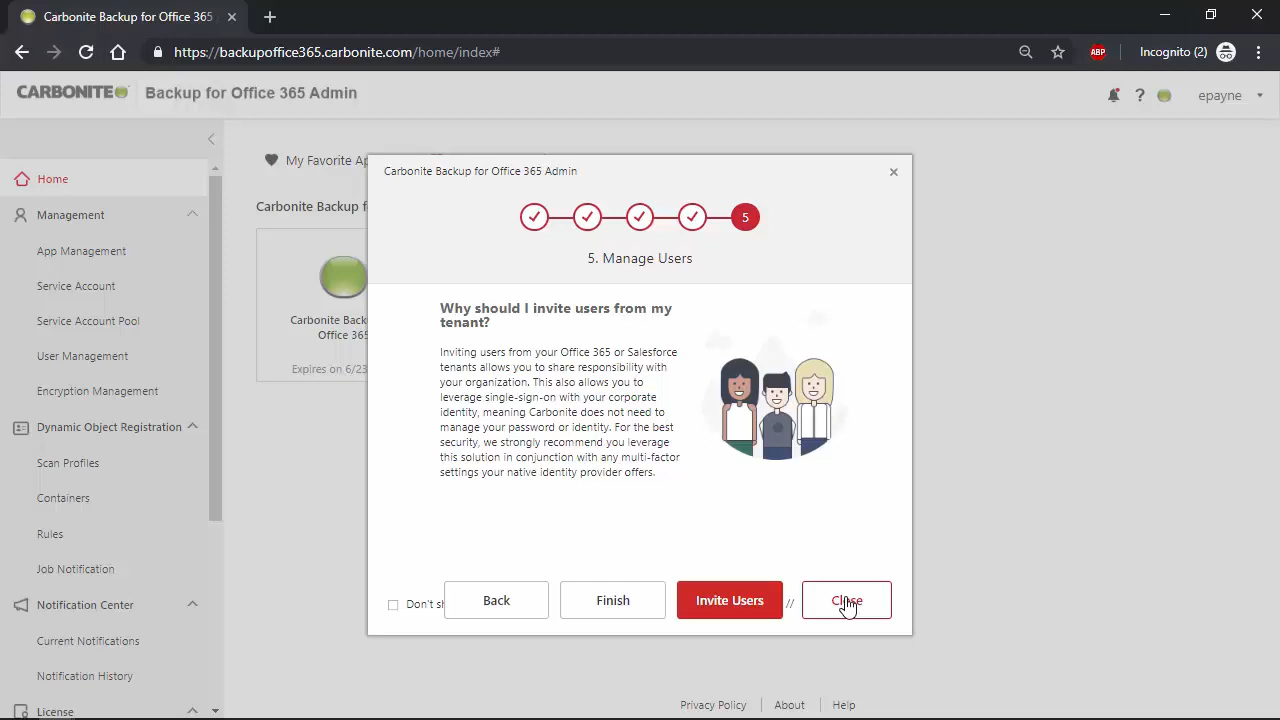 Carbonite Backup for Office 365
https://backupoffice365.carbonite.com/home/index#
ABP
Incognito (2)
CARBONITE Backup for Office 365 Admin
? epayne
Home
Management
App Management
Service Account
Service Account Pool
User Management
Encryption Management
Dynamic Object Registration
Scan Profiles
Containers
Rules
Job Notification
Notification Center
Current Notifications
Notification History
License
My Favorite Ap
Carbonite Backup f
Carbonite Back
Office 365
Expires on 6/23
Carbonite Backup for Office 365 Admin
5
5. Manage Users
Why should I invite users from my
tenant?
Inviting users from your Office 365 or Salesforce
tenants allows you to share responsibility with
your organization. This also allows you to
leverage single-sign-on with your corporate
identity, meaning Carbonite does not need to
manage your password or identity. For the best
security, we strongly recommend you leverage
this solution in conjunction with any multi-factor
settings your native identity provider offers.
Don't sh
Back
Finish
Invite Users
//
Close
Privacy Policy | About | Help